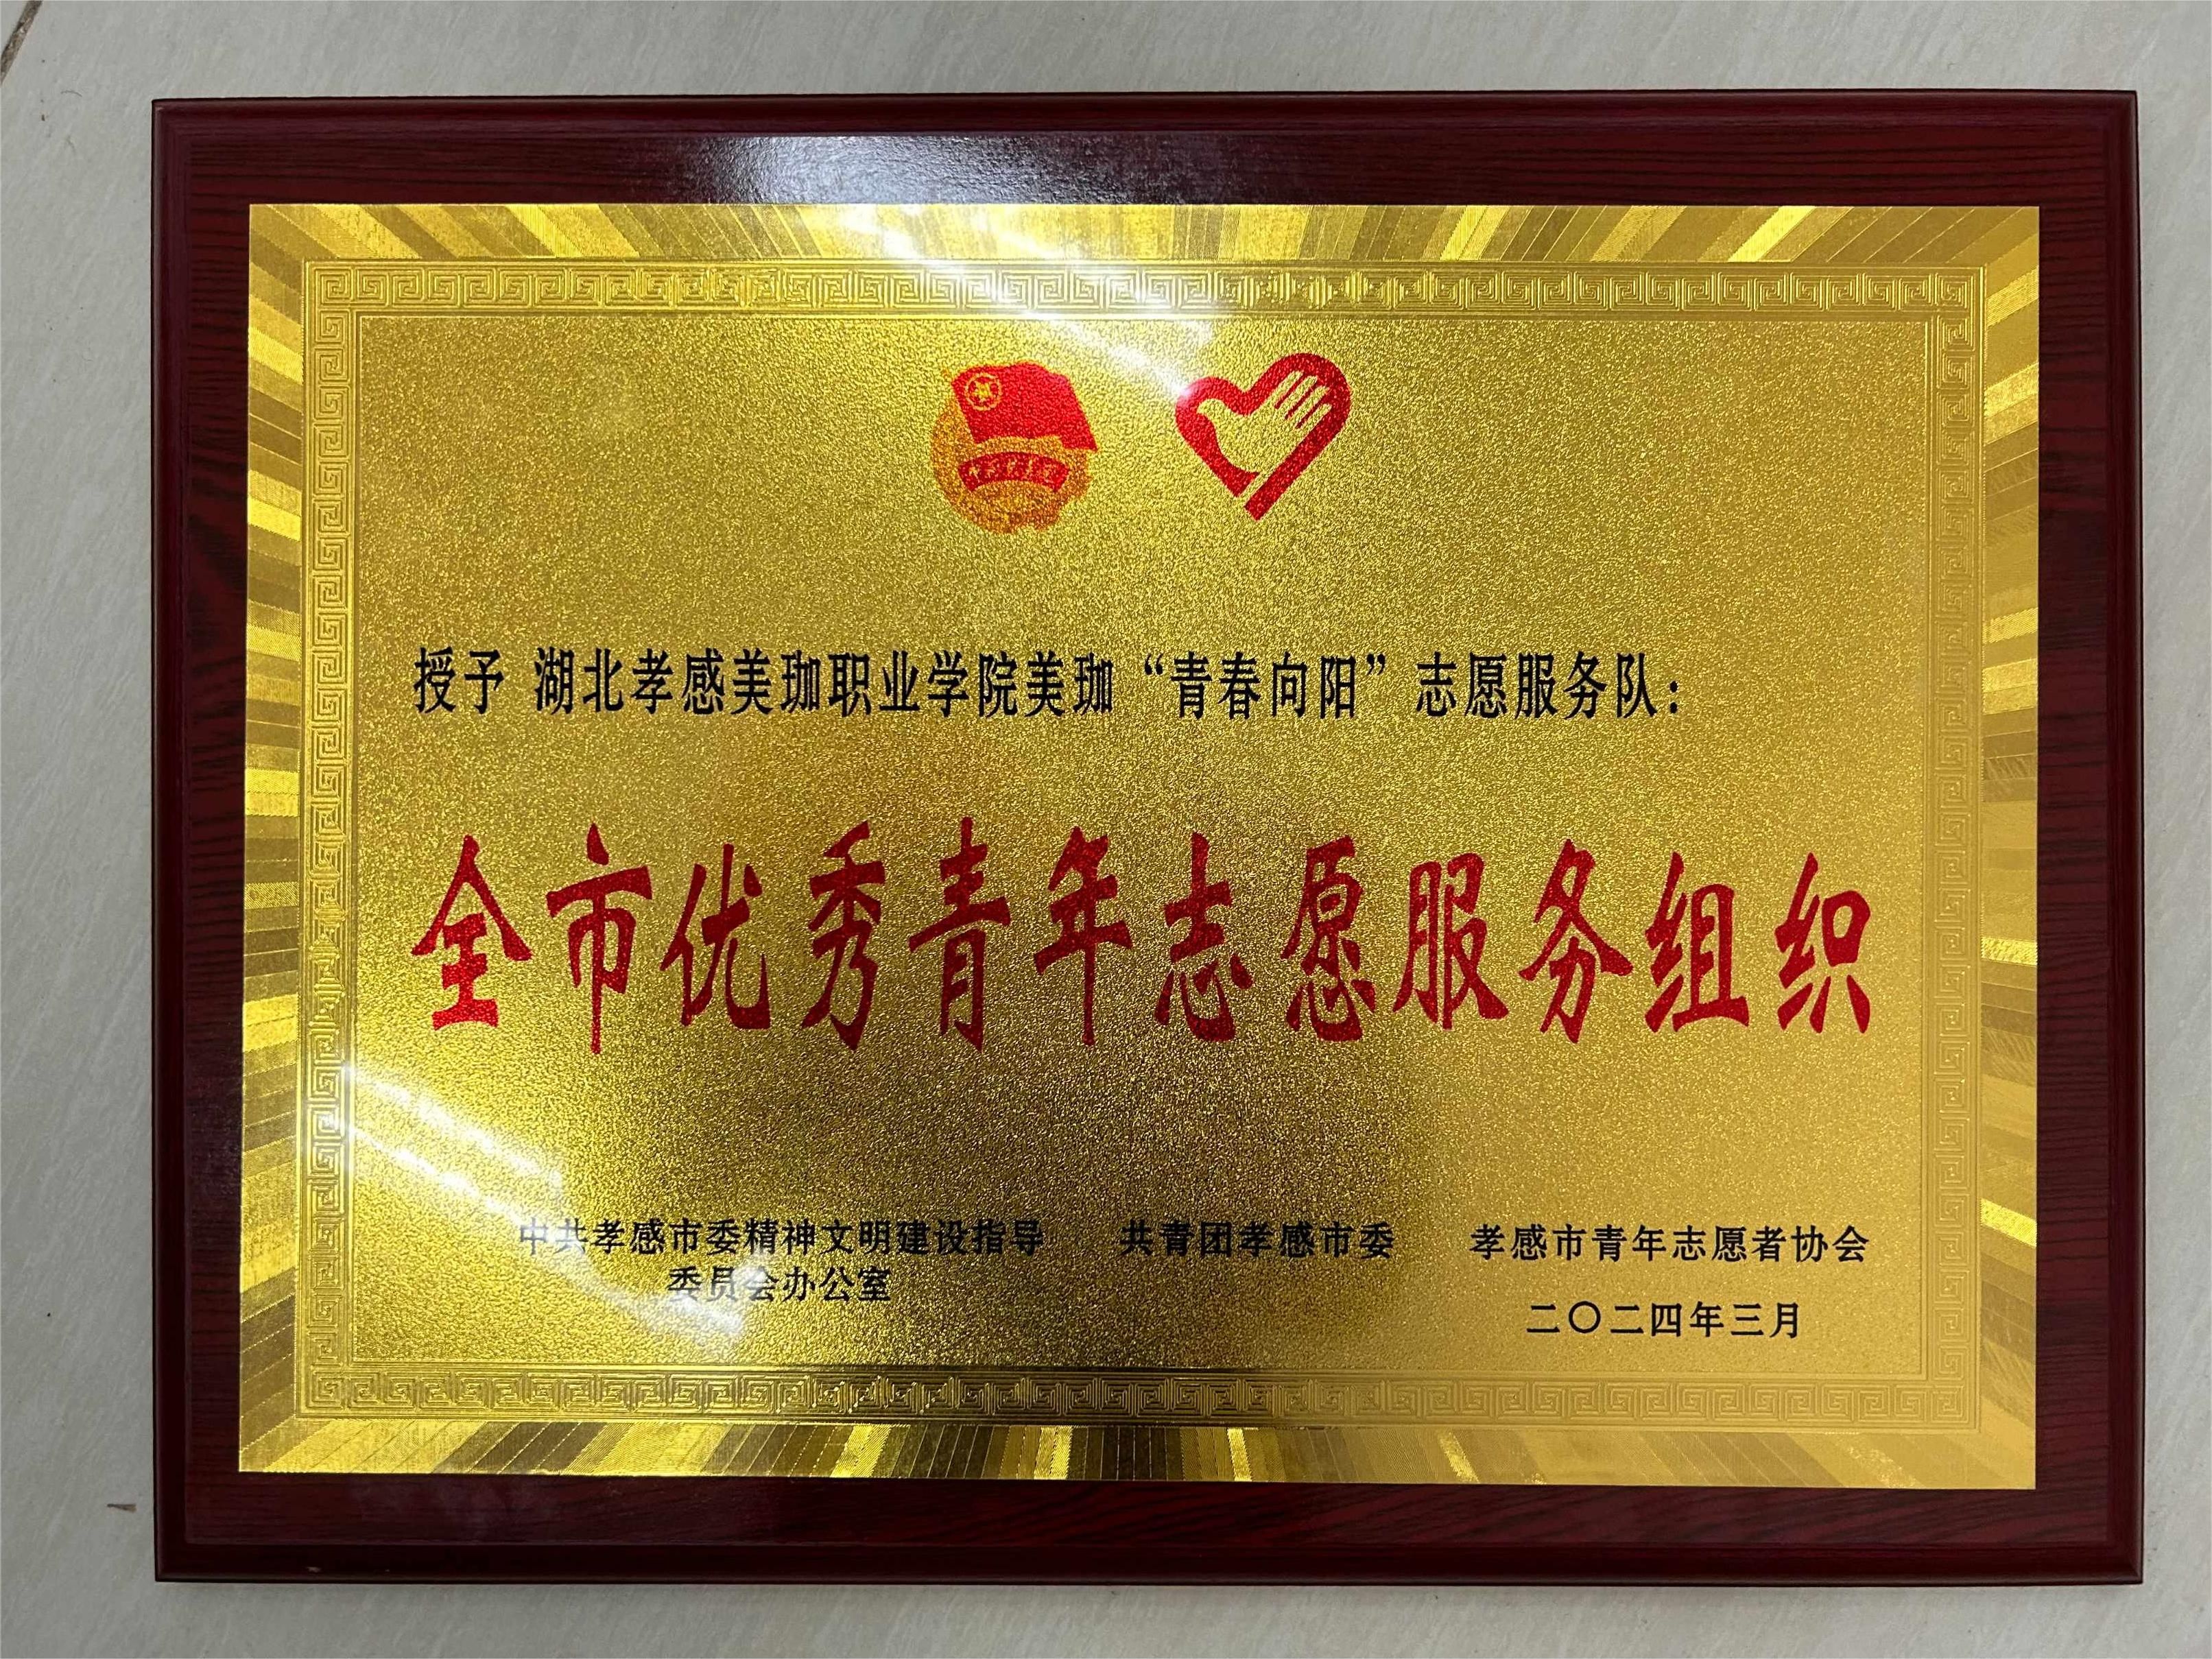 授予 湖北孝感美珈职业学院美珈“青春向阳”志愿服务队：
全市优秀青年志愿服务组织
中共孝感市委精神文明建设指导
委员会办公室
共青团孝感市委
孝感市青年志愿者协会
二〇二四年三月